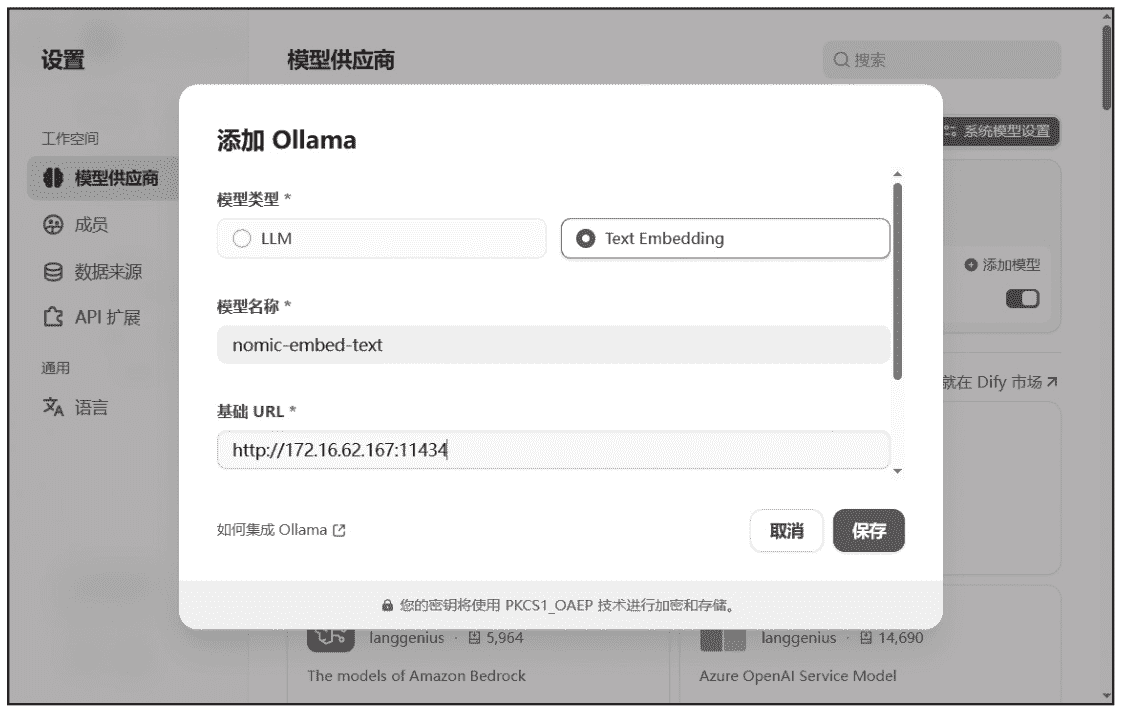 设置
模型供应商
搜索
工作空间
模型供应商
成员
数据来源
API 扩展
通用
语言
系统模型设置
添加模型
就在 Dify 市场
添加 Ollama
模型类型 *
LLM
Text Embedding
模型名称 *
nomic-embed-text
基础 URL *
http://172.16.62.167:11434
如何集成 Ollama
取消
保存
您的密钥将使用 PKCS1_OAEP 技术进行加密和存储。
langgenius · 5,964
The models of Amazon Bedrock
langgenius · 14,690
Azure OpenAI Service Model